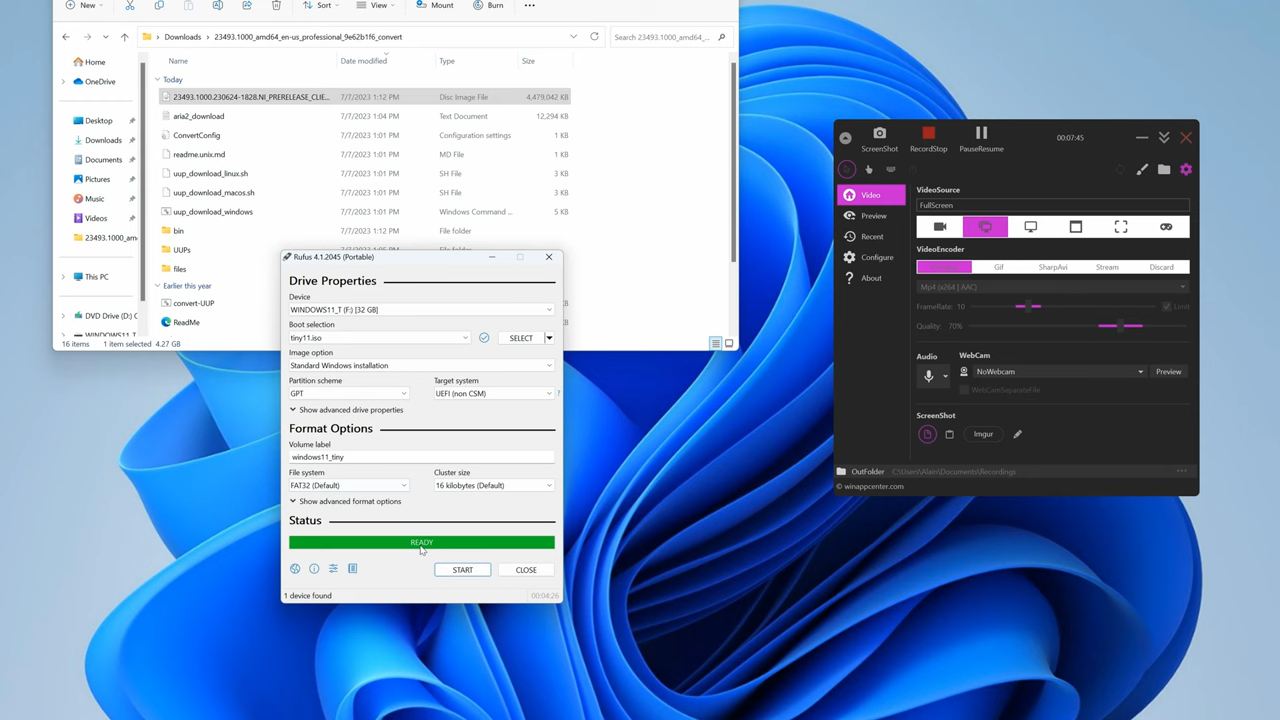 New
Sort
View
Mount
Burn
Downloads
23493.1000_amd64_en-us_professional_9e62b1f6_convert
Search 23493.1000_amd64_...
Name
Date modified
Type
Size
Home
OneDrive
Desktop
Downloads
Documents
Pictures
Music
Videos
23493.1000_am
This PC
DVD Drive (D:)
Today
23493.1000.230624-1828.NI_PRERELEASE_CLIE... 7/7/2023 1:12 PM Disc Image File 4,479,042 KB
aria2_download 7/7/2023 1:04 PM Text Document 12,294 KB
ConvertConfig 7/7/2023 1:01 PM Configuration settings 1 KB
readme.unix.md 7/7/2023 1:01 PM MD File 1 KB
uup_download_linux.sh 7/7/2023 1:01 PM SH File 3 KB
uup_download_macos.sh 7/7/2023 1:01 PM SH File 3 KB
uup_download_windows 7/7/2023 1:01 PM Windows Command ... 5 KB
bin 7/7/2023 1:12 PM File folder
UUPs
files
Earlier this year
convert-UUP
ReadMe
16 items
1 item selected 4.27 GB
Rufus 4.1.2045 (Portable)
Drive Properties
Device
WINDOWS11_T (F:) [32 GB]
Boot selection
tiny11.iso
SELECT
Image option
Standard Windows installation
Partition scheme
Target system
GPT
UEFI (non CSM)
?
Show advanced drive properties
Format Options
Volume label
windows11_tiny
File system
Cluster size
FAT32 (Default)
16 kilobytes (Default)
Show advanced format options
Status
READY
START
CLOSE
1 device found
00:04:26
ScreenShot
RecordStop
PauseResume
00:07:45
Video
Preview
Recent
Configure
About
VideoSource
FullScreen
VideoEncoder
Gif
SharpAvi
Stream
Discard
Mp4 (x264 | AAC)
FrameRate: 10
Limit
Quality: 70%
Audio
WebCam
NoWebcam
Preview
WebCamSeparateFile
ScreenShot
Imgur
OutFolder
C:\Users\Alain\Documents\Recordings
© winappcenter.com